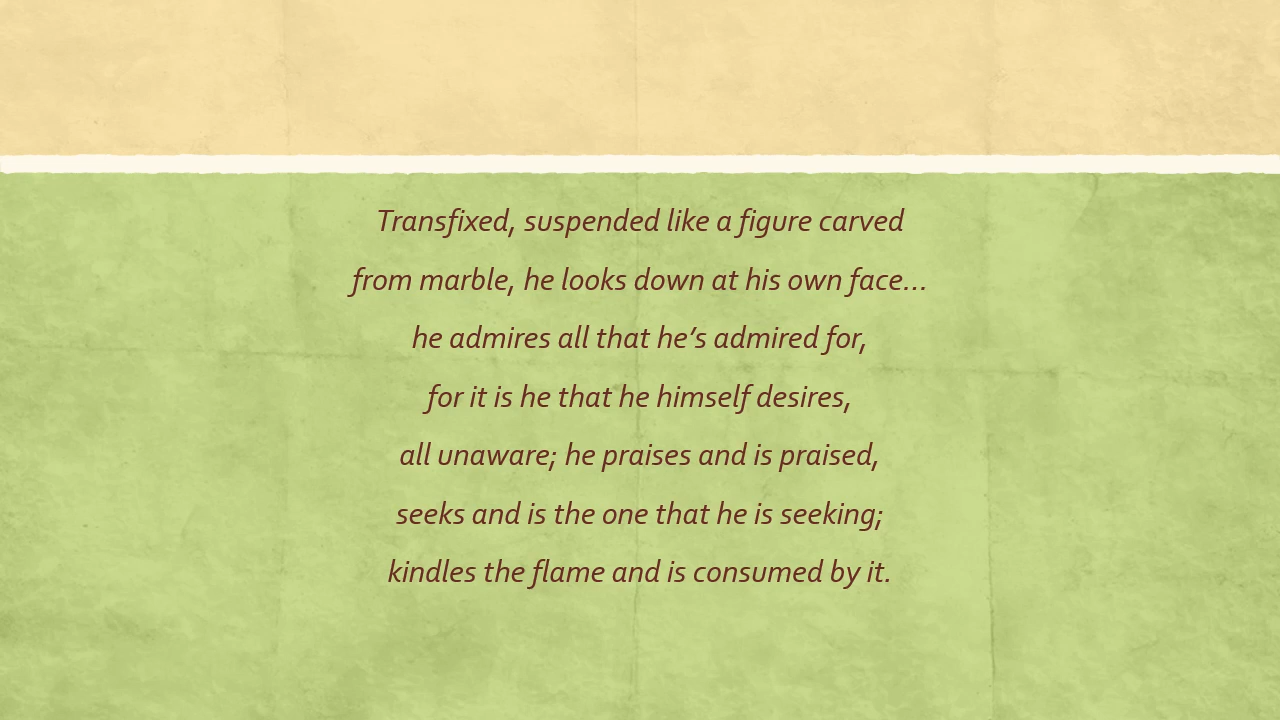 Transfixed, suspended like a figure carved
from marble, he looks down at his own face…
he admires all that he’s admired for,
for it is he that he himself desires,
all unaware; he praises and is praised,
seeks and is the one that he is seeking;
kindles the flame and is consumed by it.